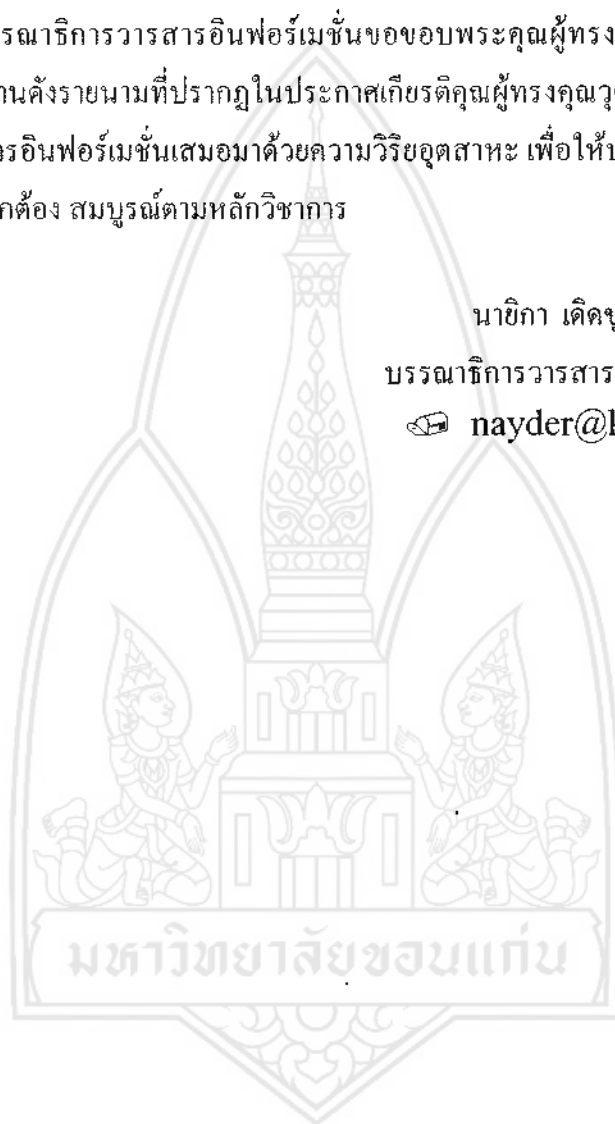 รณาธิการวารสารอินฟอร์เมชั่นขอขอบพระคุณผู้ทรง
านดังรายนามที่ปรากฏในประกาศเกียรติคุณผู้ทรงคุณวุ
รอินฟอร์เมชั่นเสมอมาด้วยความวิริยอุตสาหะ เพื่อให้
กต้อง สมบูรณ์ตามหลักวิชาการ
นายิกา เดิดขุ
บรรณาธิการวารสาร
nayder@k
มหาวิทยาลัยขอนแก่น